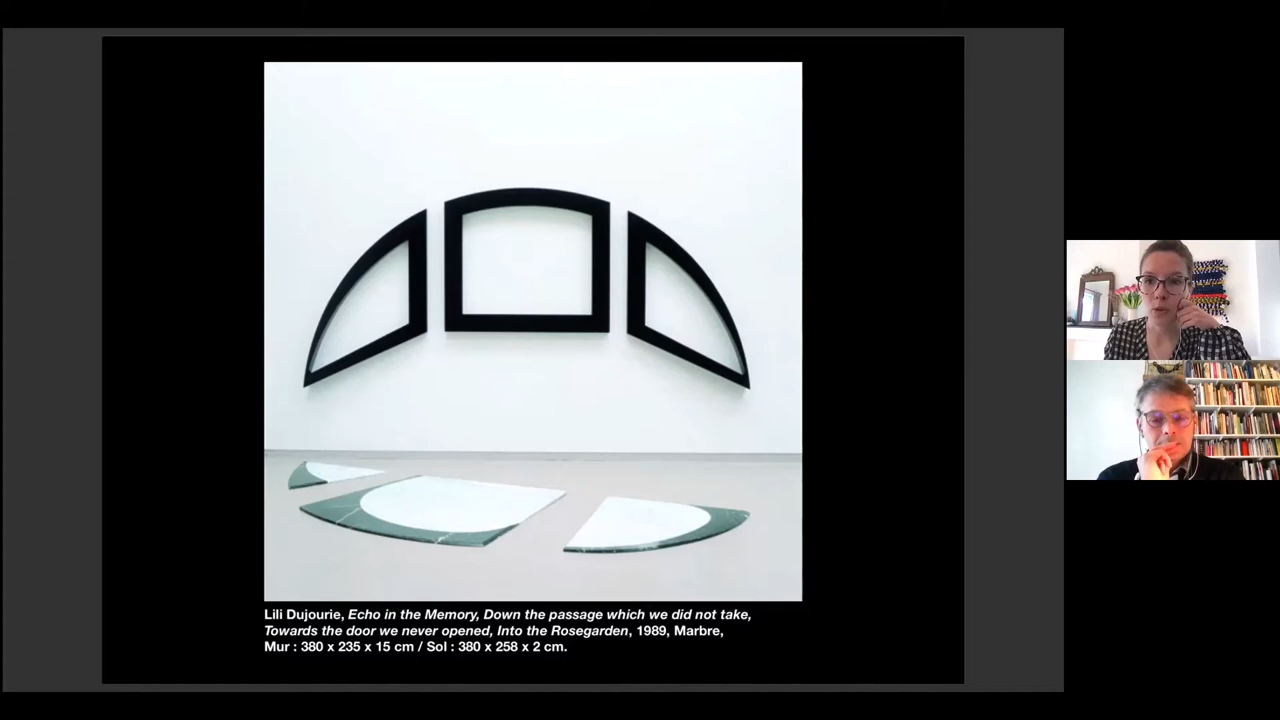 Lili Dujourie, Echo in the Memory, Down the passage which we did not take,
Towards the door we never opened, Into the Rosegarden, 1989, Marbre,
Mur : 380 x 235 x 15 cm / Sol : 380 x 258 x 2 cm.